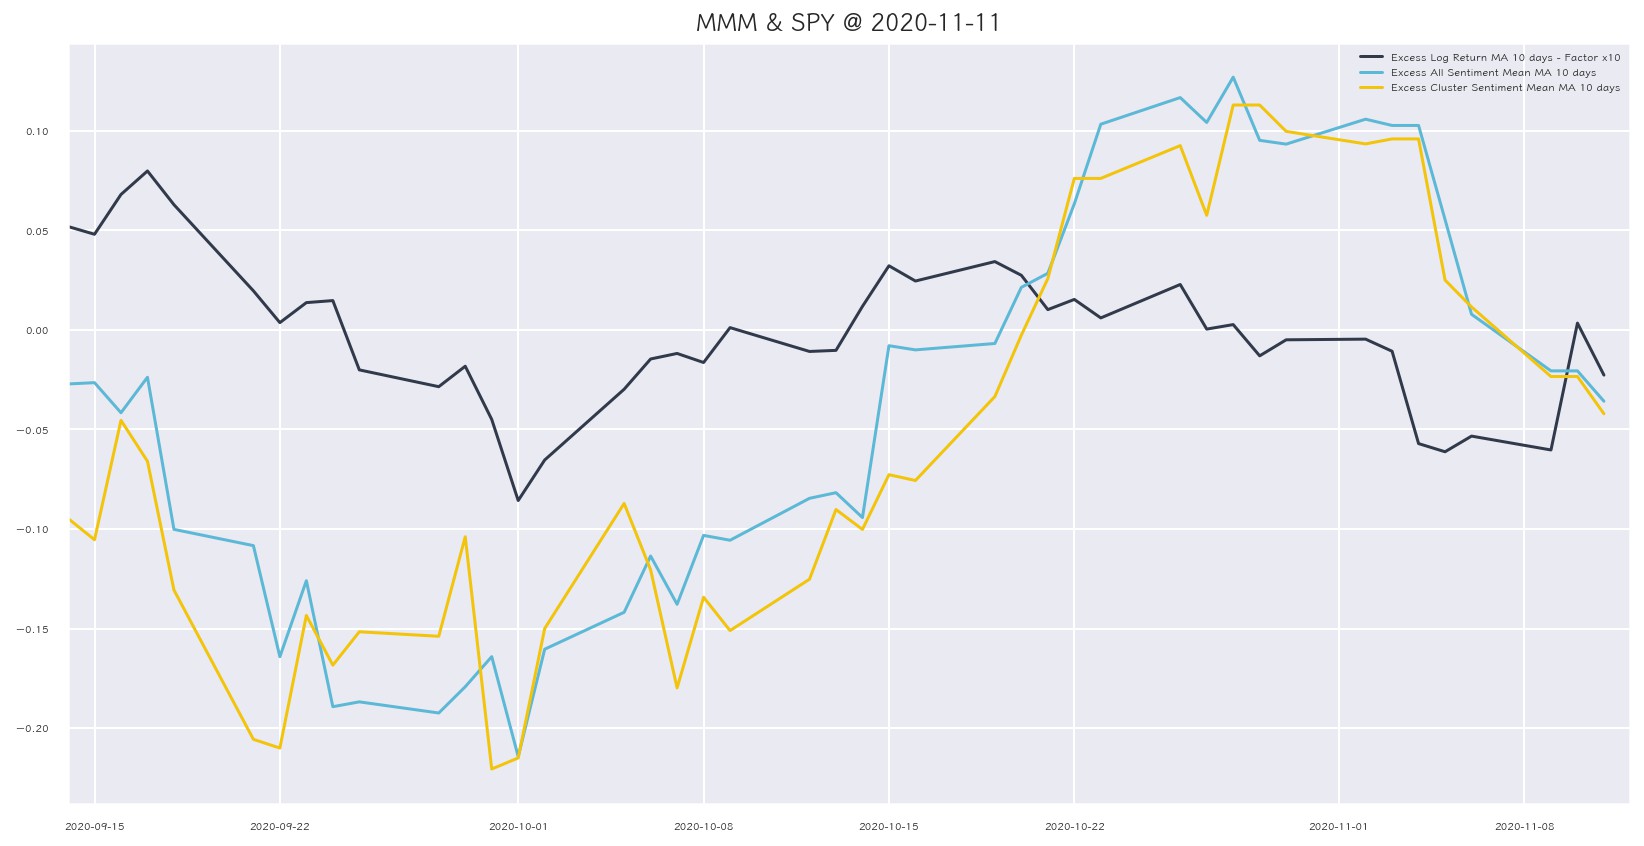 MMM & SPY @ 2020-11-11
Excess Log Return MA 10 days - Factor x10
Excess All Sentiment Mean MA 10 days
Excess Cluster Sentiment Mean MA 10 days
0.10
0.05
0.00
−0.05
−0.10
−0.15
−0.20
2020-09-15 2020-09-22 2020-10-01 2020-10-08 2020-10-15 2020-10-22 2020-11-01 2020-11-08